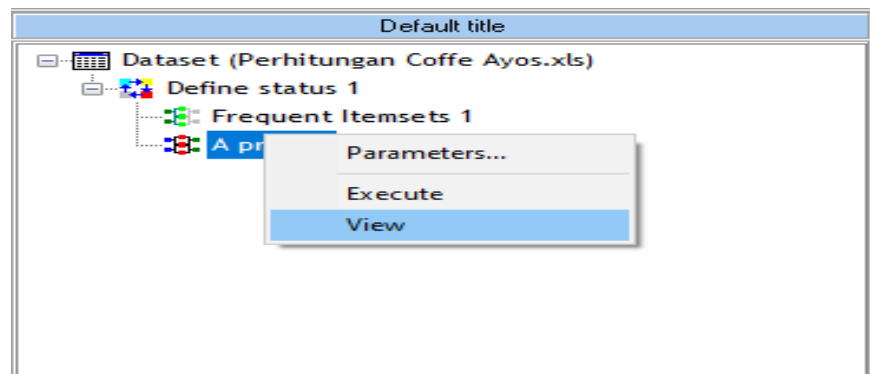 Default title
Dataset (Perhitungan Coffe Ayos.xls)
Define status 1
Frequent Itemsets 1
A pr
Parameters...
Execute
View